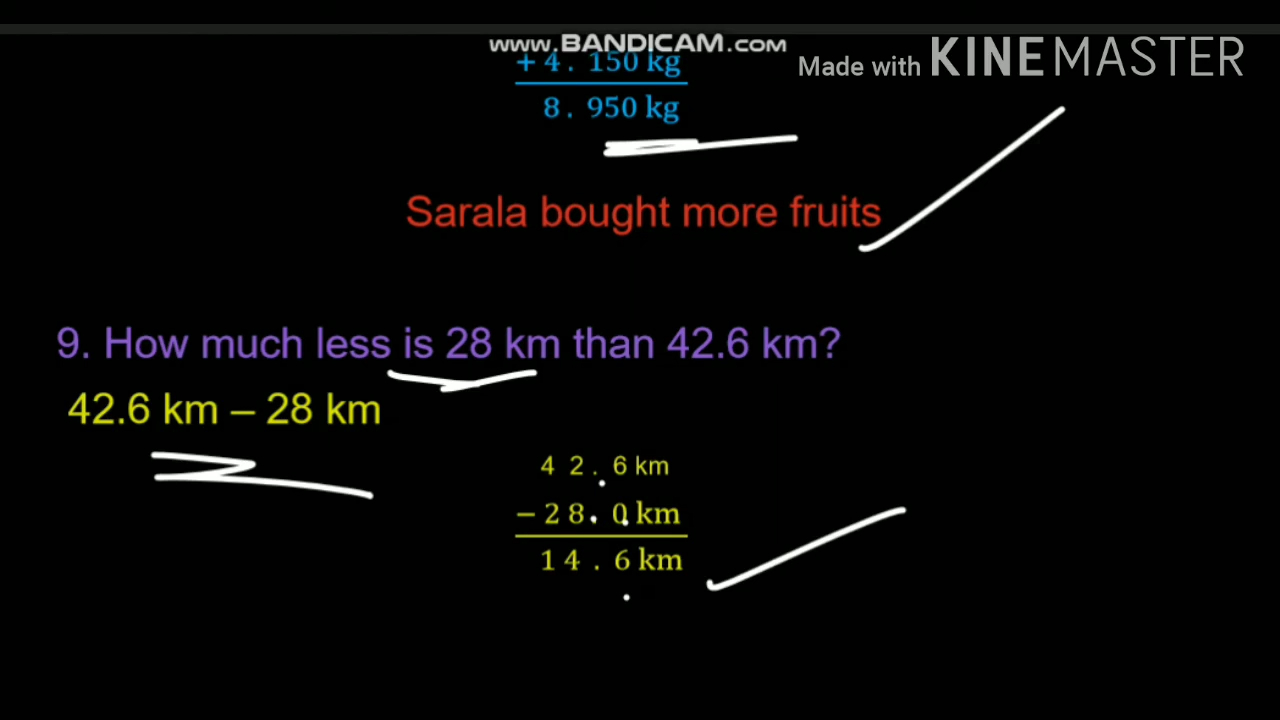 www.BANDICAM.com
Made with KINEMASTER
+ 4 . 150 kg
8 . 950 kg
Sarala bought more fruits
9. How much less is 28 km than 42.6 km?
42.6 km – 28 km
4 2 . 6 km
− 2 8 . 0 km
1 4 . 6 km